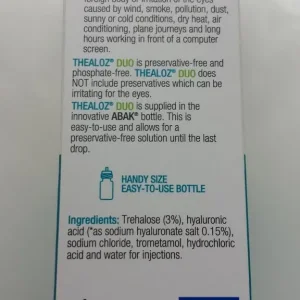 foreign body or irritation of the eyes
caused by wind, smoke, pollution, dust,
sunny or cold conditions, dry heat, air
conditioning, plane journeys and long
hours working in front of a computer
screen.
THEALOZ® DUO is preservative-free and
phosphate-free. THEALOZ® DUO does
NOT include preservatives which can be
irritating for the eyes.
THEALOZ® DUO is supplied in the
innovative ABAK® bottle. This is
easy-to-use and allows for a
preservative-free solution until the last
drop.
HANDY SIZE
EASY-TO-USE BOTTLE
Ingredients: Trehalose (3%), hyaluronic
acid (*as sodium hyaluronate salt 0.15%),
sodium chloride, trometamol, hydrochloric
acid and water for injections.